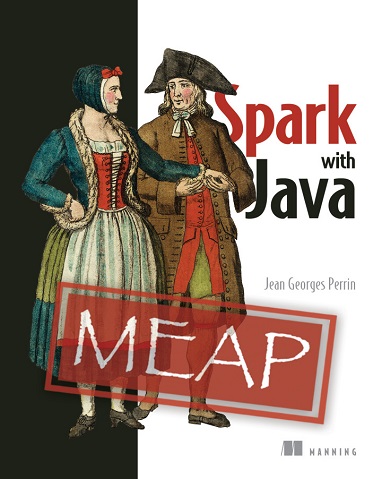 Spark
with
Java
Jean Georges Perrin
MEAP
MANNING